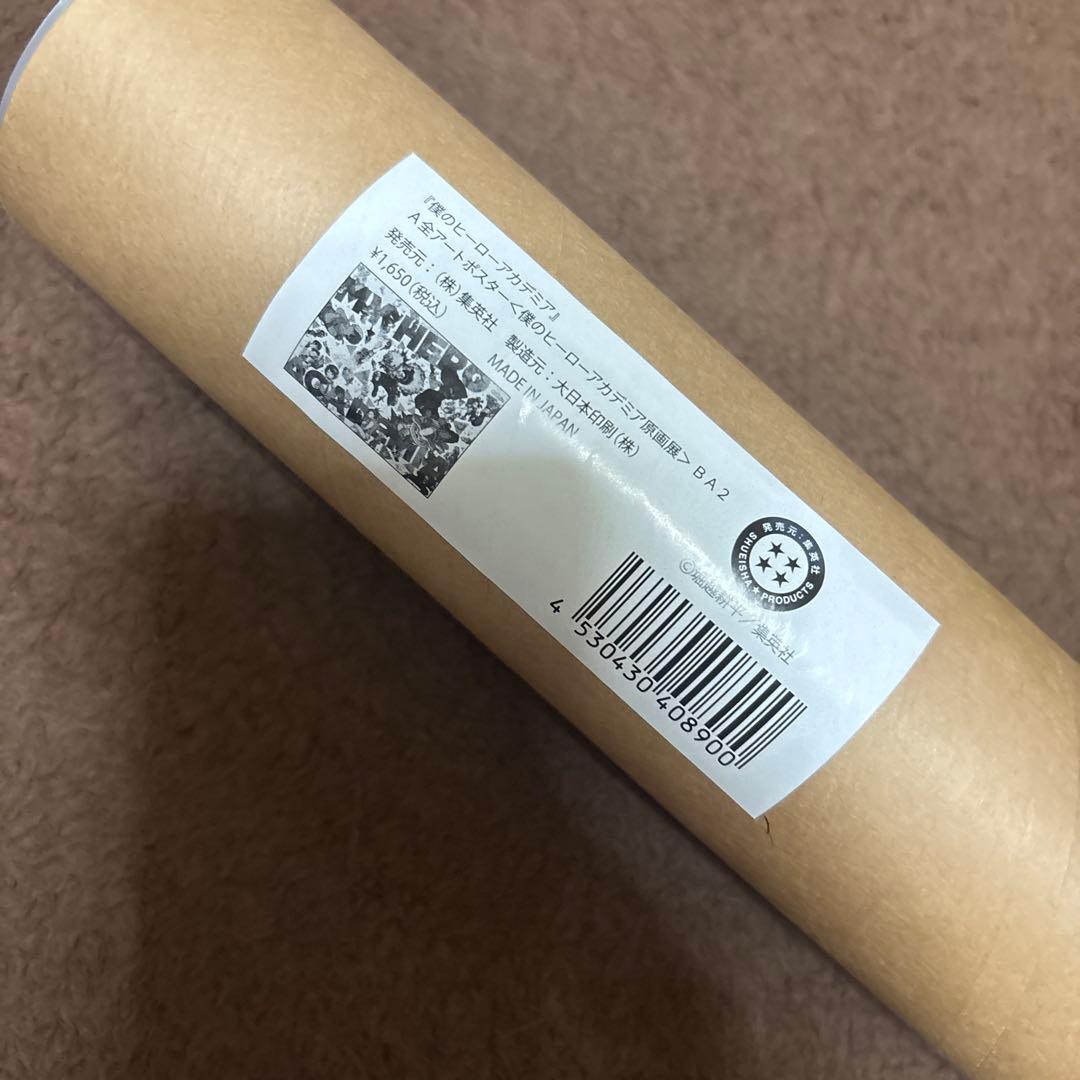 『僕のヒーローアカデミア』
A全アートポスター<僕のヒーローアカデミア原画展> BA2
発売元：(株)集英社 製造元：大日本印刷(株)
¥1,650(税込)
MADE IN JAPAN
MY HERO
ACADEMIA
発売元：集英社
SHUEISHA★PRODUCTS
©堀越耕平／集英社
4 530430 408900